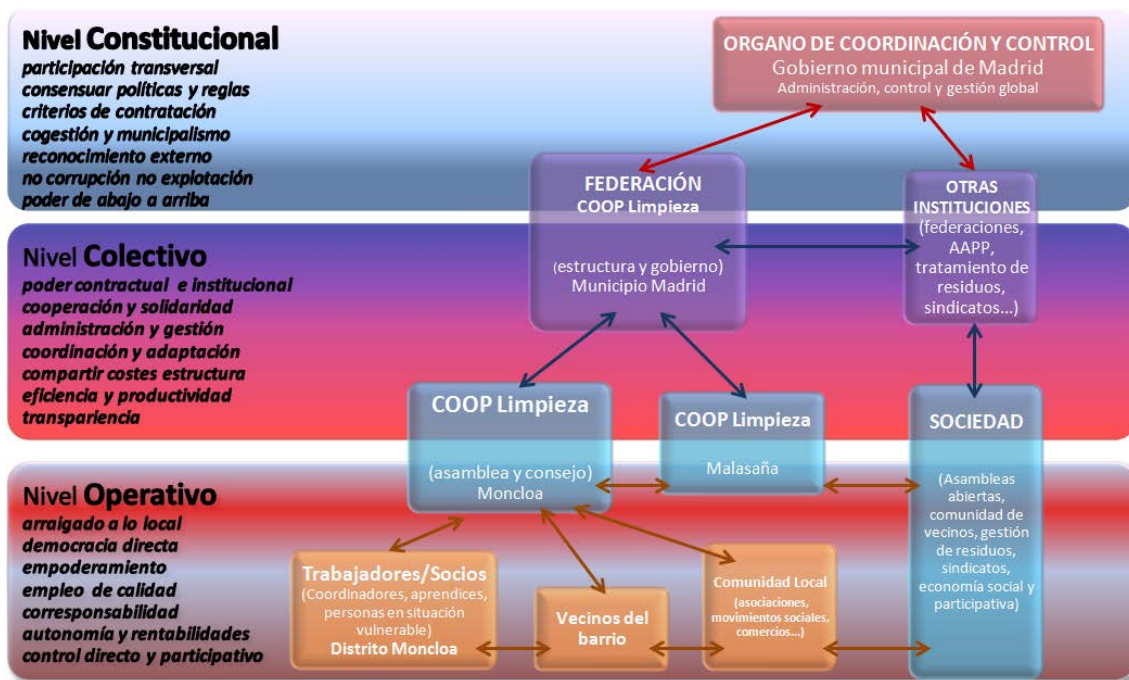 Nivel Constitucional
participación transversal
consensuar políticas y reglas
criterios de contratación
cogestión y municipalismo
reconocimiento externo
no corrupción no explotación
poder de abajo a arriba
ORGANO DE COORDINACIÓN Y CONTROL
Gobierno municipal de Madrid
Administración, control y gestión global
FEDERACIÓN
COOP Limpieza
(estructura y gobierno)
Municipio Madrid
OTRAS
INSTITUCIONES
(federaciones,
AAPP,
tratamiento de
residuos,
sindicatos...)
Nivel Colectivo
poder contractual e institucional
cooperación y solidaridad
administración y gestión
coordinación y adaptación
compartir costes estructura
eficiencia y productividad
transparencia
COOP Limpieza
(asamblea y consejo)
Moncloa
COOP Limpieza
Malasaña
SOCIEDAD
(Asambleas
abiertas,
comunidad de
vecinos, gestión
de residuos,
sindicatos,
economía social y
participativa)
Nivel Operativo
arraigado a lo local
democracia directa
empoderamiento
empleo de calidad
corresponsabilidad
autonomía y rentabilidades
control directo y participativo
Trabajadores/Socios
(Coordinadores, aprendices,
personas en situación
vulnerable)
Distrito Moncloa
Vecinos del
barrio
Comunidad Local
(asociaciones,
movimientos sociales,
comercios...)